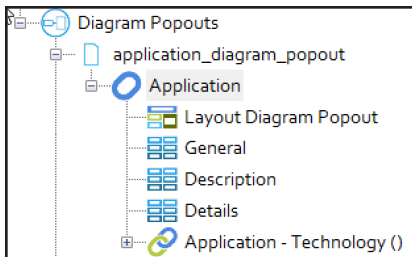 Diagram Popouts
application_diagram_popout
Application
Layout Diagram Popout
General
Description
Details
Application - Technology ()